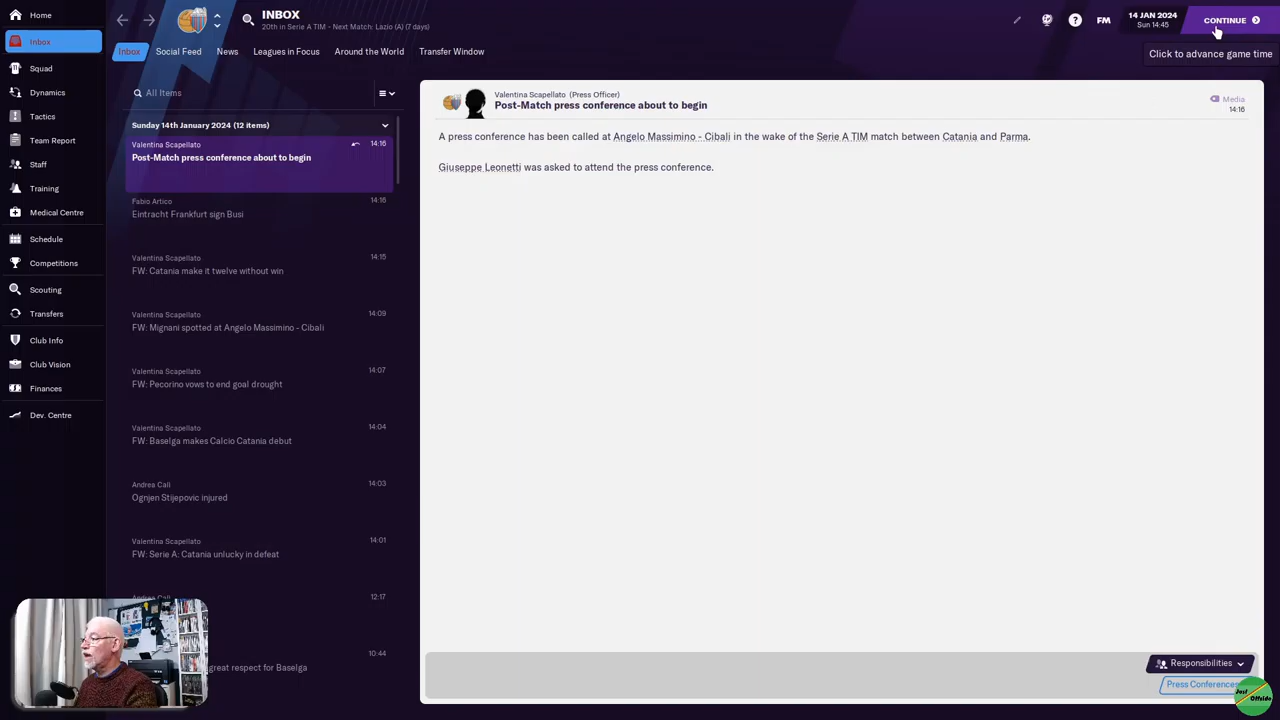 INBOX
20th in Serie A TIM - Next Match: Lazio (A) (7 days)
FM
14 JAN 2024
Sun 14:45
CONTINUE
Click to advance game time
Home
Inbox
Squad
Dynamics
Tactics
Team Report
Staff
Training
Medical Centre
Schedule
Competitions
Scouting
Transfers
Club Info
Club Vision
Finances
Dev. Centre
Inbox
Social Feed
News
Leagues in Focus
Around the World
Transfer Window
All Items
Sunday 14th January 2024 (12 items)
Valentina Scapellato 14:16
Post-Match press conference about to begin
Fabio Artico 14:16
Eintracht Frankfurt sign Busi
Valentina Scapellato 14:15
FW: Catania make it twelve without win
Valentina Scapellato 14:09
FW: Mignani spotted at Angelo Massimino - Cibali
Valentina Scapellato 14:07
FW: Pecorino vows to end goal drought
Valentina Scapellato 14:04
FW: Baselga makes Calcio Catania debut
Andrea Calì 14:03
Ognjen Stijepovic injured
Valentina Scapellato 14:01
FW: Serie A: Catania unlucky in defeat
12:17
10:44
great respect for Baselga
Valentina Scapellato (Press Officer)
Post-Match press conference about to begin
Media
14:16
A press conference has been called at Angelo Massimino - Cibali in the wake of the Serie A TIM match between Catania and Parma.
Giuseppe Leonetti was asked to attend the press conference.
Responsibilities
Press Conferences
Just
Offside